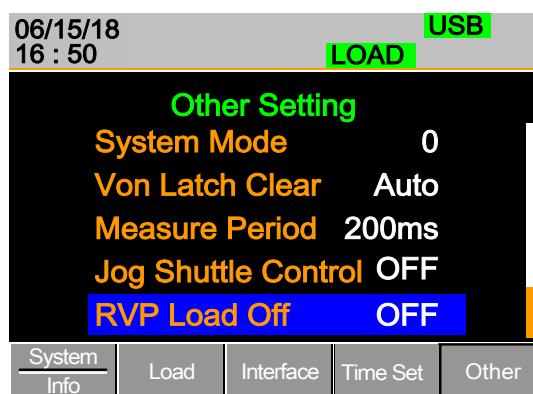 06/15/18 USB
16 : 50 LOAD
Other Setting
System Mode 0
Von Latch Clear Auto
Measure Period 200ms
Jog Shuttle Control OFF
RVP Load Off OFF
System
Info Load Interface Time Set Other